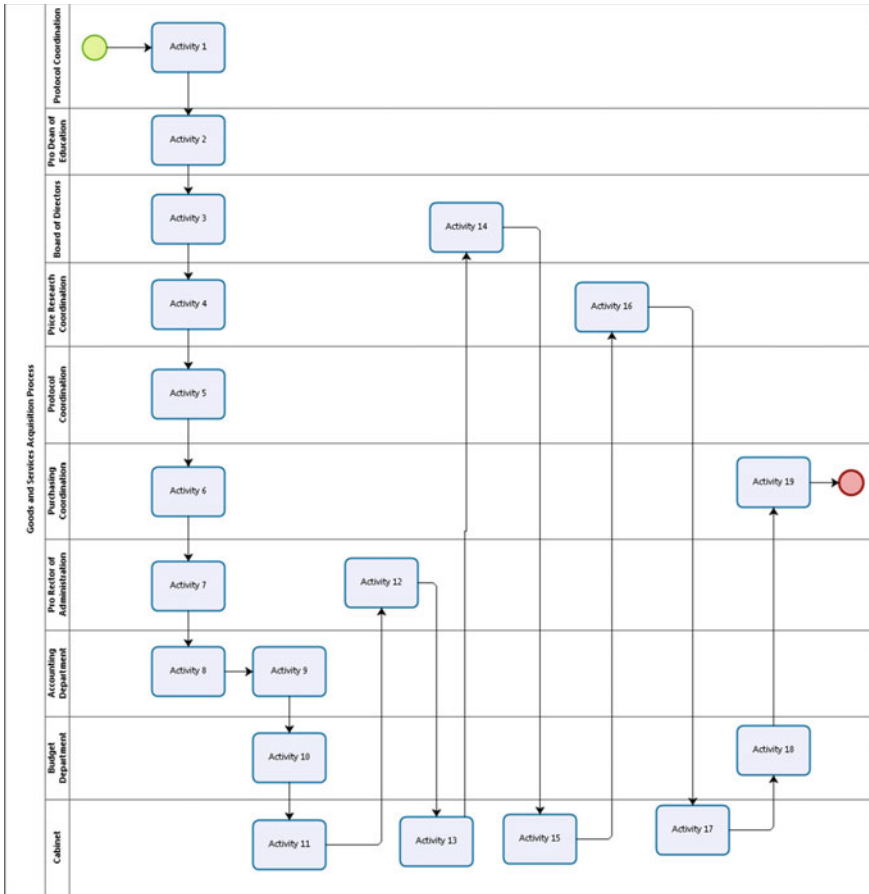 Goods and Services Acquisition Process
Protocol Coordination
Activity 1
Pro Dean of
Education
Activity 2
Board of Directors
Activity 3
Activity 14
Price Research
Coordination
Activity 4
Activity 16
Protocol
Coordination
Activity 5
Purchasing
Coordination
Activity 6
Activity 19
Pro Rector of
Administration
Activity 7
Activity 12
Accounting
Department
Activity 8
Activity 9
Budget
Department
Activity 10
Activity 18
Cabinet
Activity 11
Activity 13
Activity 15
Activity 17